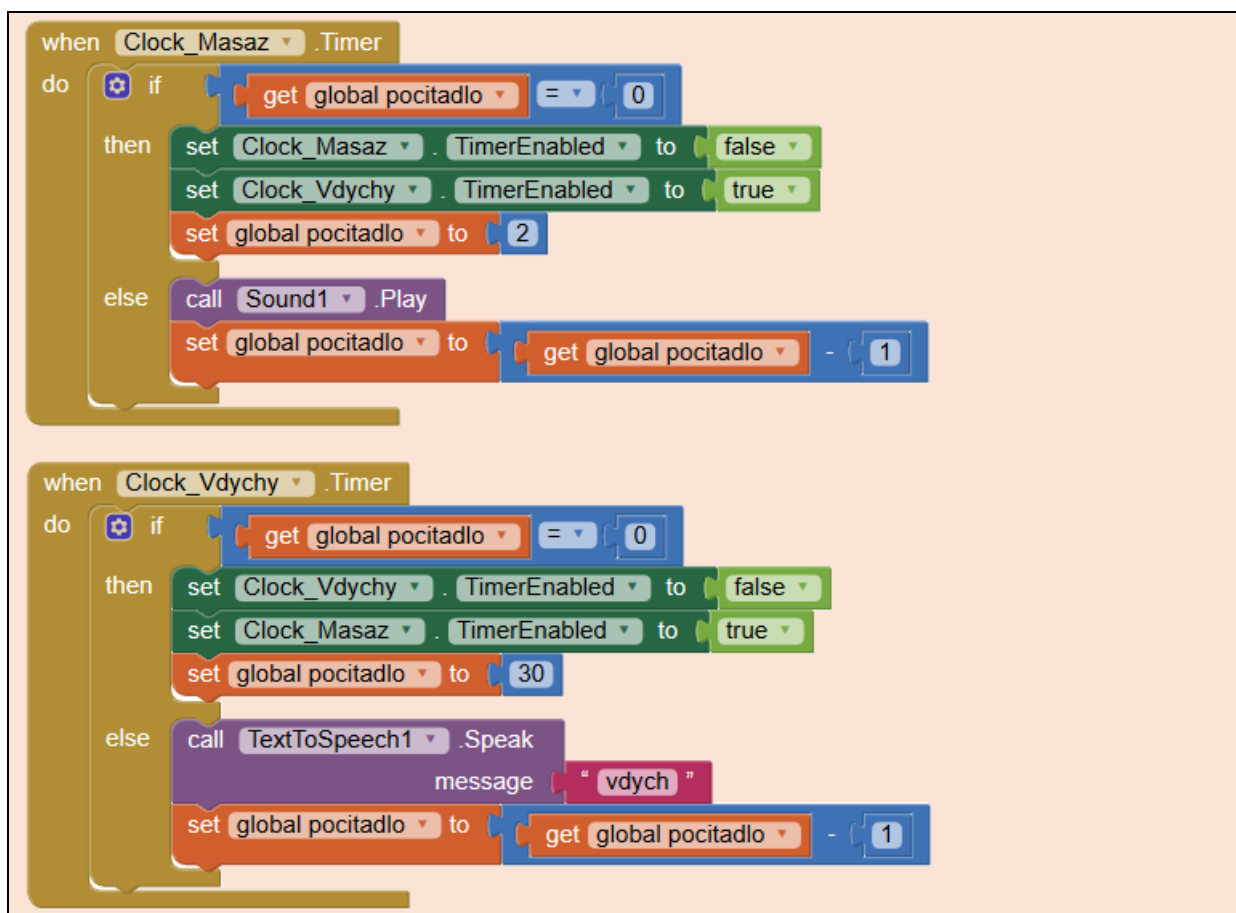 when Clock_Masaz .Timer
do if get global pocitadlo = 0
then set Clock_Masaz . TimerEnabled to false
set Clock_Vdychy . TimerEnabled to true
set global pocitadlo to 2
else call Sound1 .Play
set global pocitadlo to get global pocitadlo - 1
when Clock_Vdychy .Timer
do if get global pocitadlo = 0
then set Clock_Vdychy . TimerEnabled to false
set Clock_Masaz . TimerEnabled to true
set global pocitadlo to 30
else call TextToSpeech1 .Speak
message “ vdych ”
set global pocitadlo to get global pocitadlo - 1